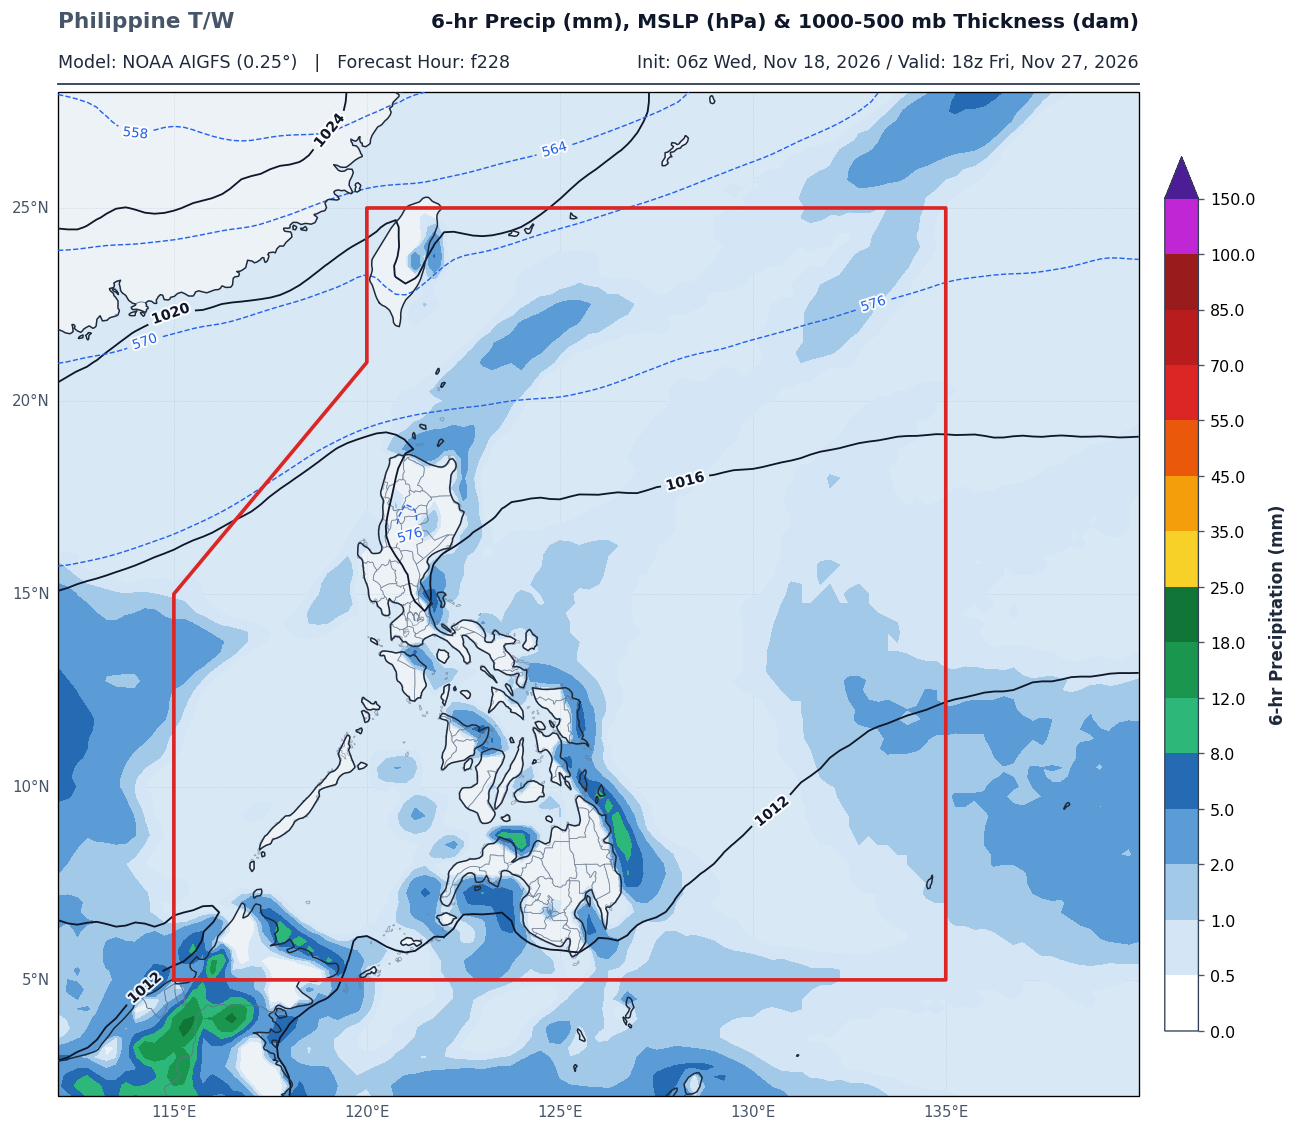 Philippine T/W
6-hr Precip (mm), MSLP (hPa) & 1000-500 mb Thickness (dam)
Model: NOAA AIGFS (0.25°) | Forecast Hour: f228
Init: 06z Wed, Nov 18, 2026 / Valid: 18z Fri, Nov 27, 2026
558
1024
564
25°N
1020
570
576
20°N
1016
576
15°N
10°N
1012
5°N
1012
115°E
120°E
125°E
130°E
135°E
150.0
100.0
85.0
70.0
55.0
45.0
35.0
25.0
18.0
12.0
8.0
5.0
2.0
1.0
0.5
0.0
6-hr Precipitation (mm)